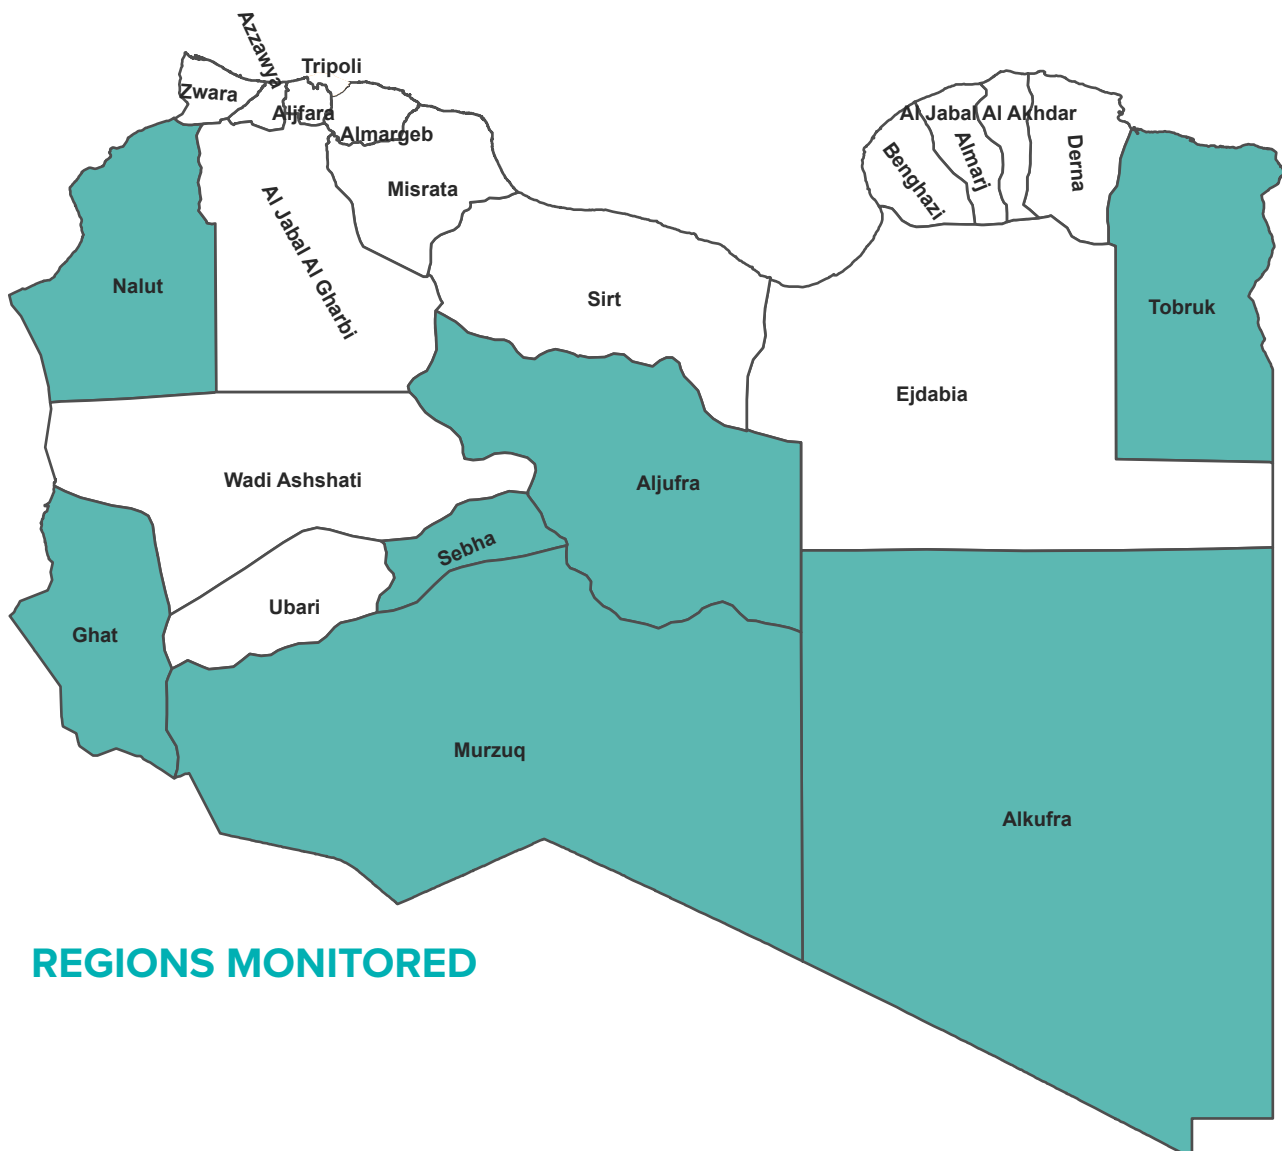 Azzawya
Tripoli
Zwara
Aljfara
Almargeb
Al Jabal Al Akhdar
Misrata
Benghazi
Almarj
Derna
Al Jabal Al Gharbi
Nalut
Sirt
Tobruk
Ejdabia
Wadi Ashshati
Aljufra
Sebha
Ubari
Ghat
Murzuq
Alkufra
REGIONS MONITORED